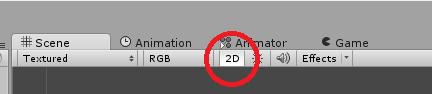 Scene Animation Animator Game
Textured RGB 2D Effects